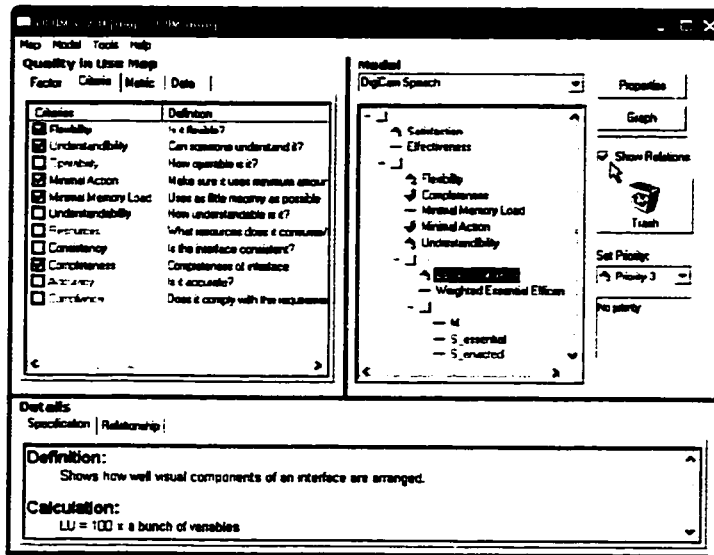 Map Model Tools Help
Quality in Use Map
Factor Criteria Metric Data
Criteria Definition
Flexibility Is it flexible?
Understandibility Can someone understand it?
Operability How operable is it?
Minimal Action Make sure it uses minimum amour
Minimal Memory Load Uses as little meamy as possible
Understandability How understandable is it?
Resources What resources does it consume/
Consistency Is the interface consistent?
Completeness Completeness of interface
Accuracy Is it accurate?
Compliance Does it comply with the requireme
Model
DigiCam Speech
Satisfaction
Effectiveness
Flexibility
Completeness
Minimal Memory Load
Minimal Action
Understandibility
Weighted Essential Efficien
S_essential
S_enacted
Properties
Graph
Show Relations
Trash
Set Priority:
Priority 3
No priority
Details
Specification Relationship
Definition:
Shows how well visual components of an interface are arranged.
Calculation:
LU = 100 x a bunch of variables